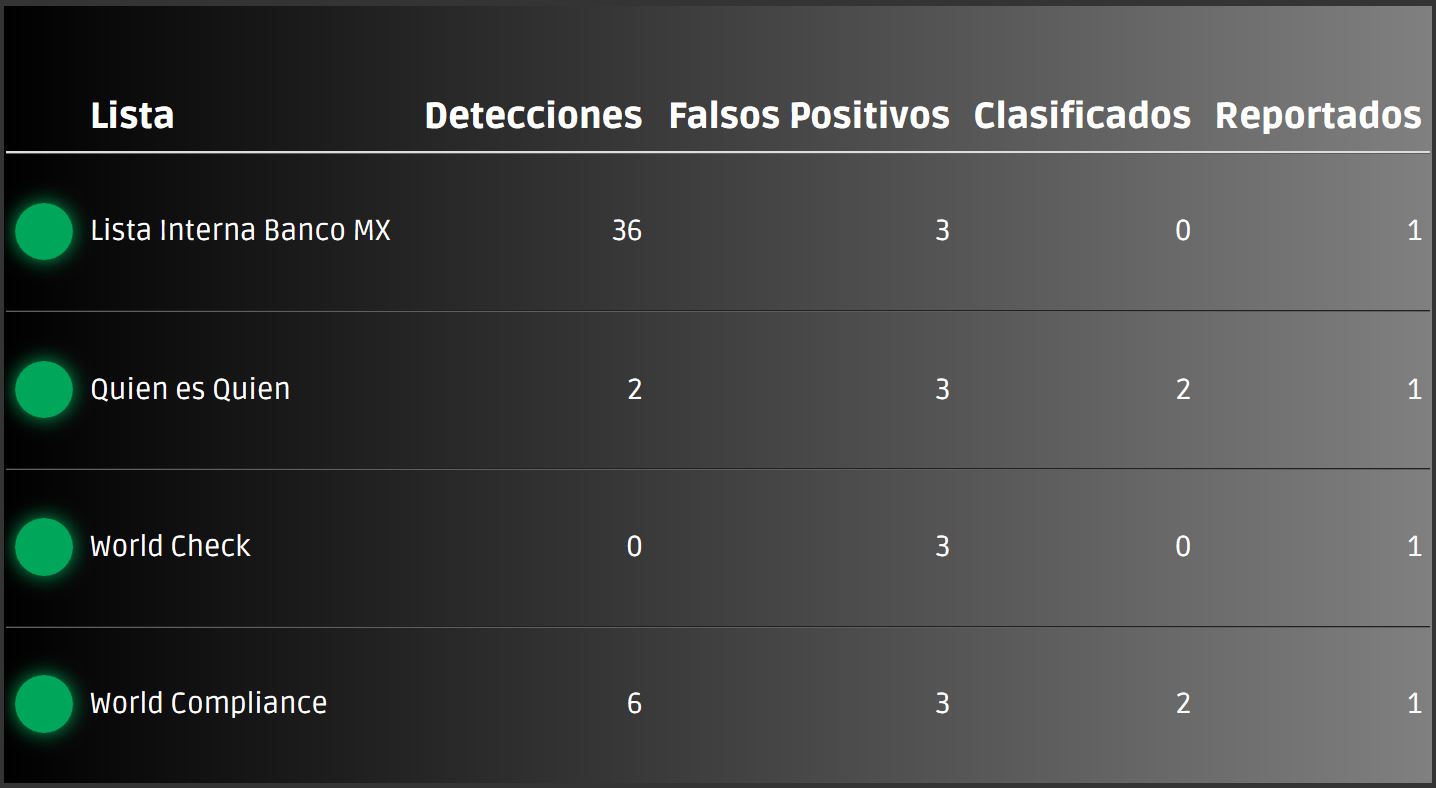 Lista Detecciones Falsos Positivos Clasificados Reportados
Lista Interna Banco MX 36 3 0 1
Quien es Quien 2 3 2 1
World Check 0 3 0 1
World Compliance 6 3 2 1